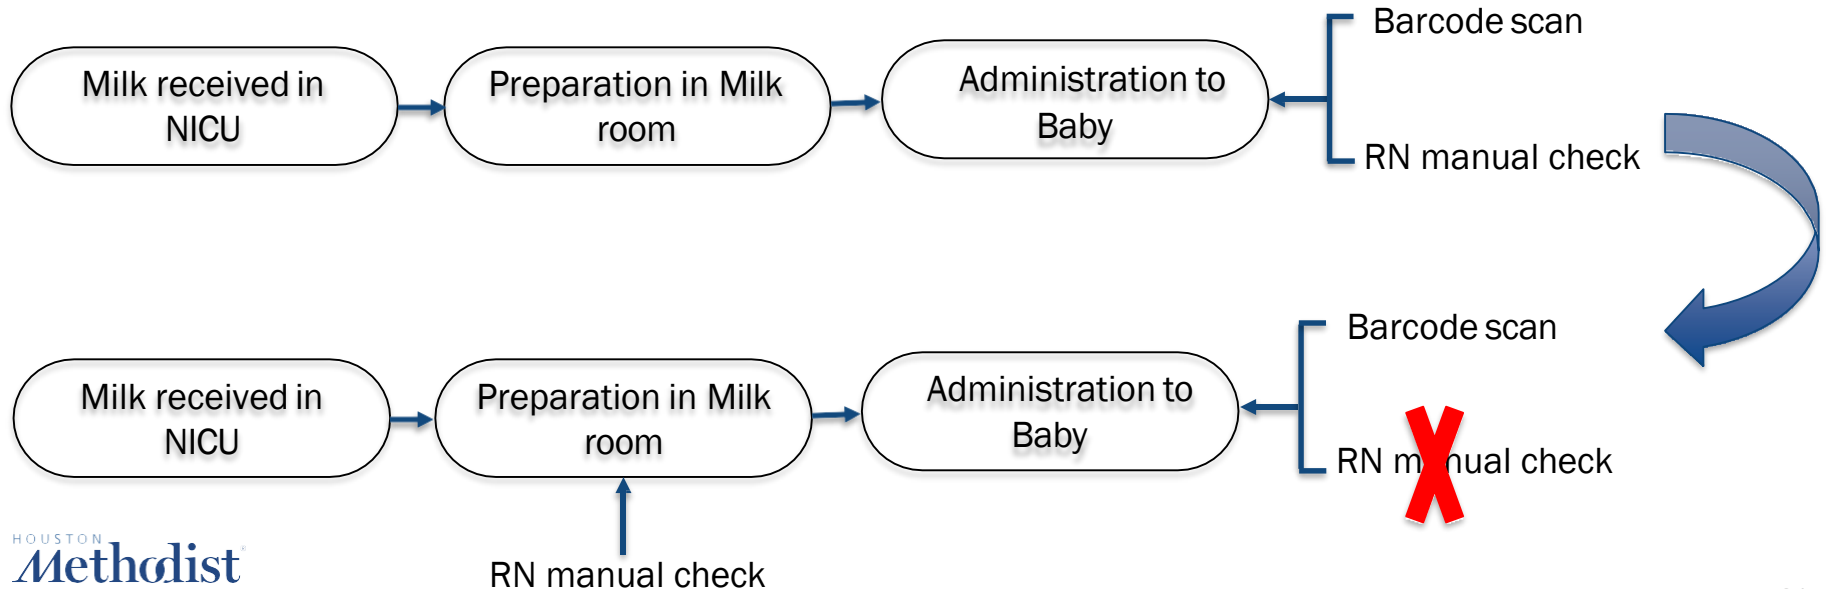 Barcode scan
Milk received in
NICU
Preparation in Milk
room
Administration to
Baby
RN manual check
Barcode scan
Milk received in
NICU
Preparation in Milk
room
Administration to
Baby
RN manual check
RN manual check
HOUSTON
Methodist